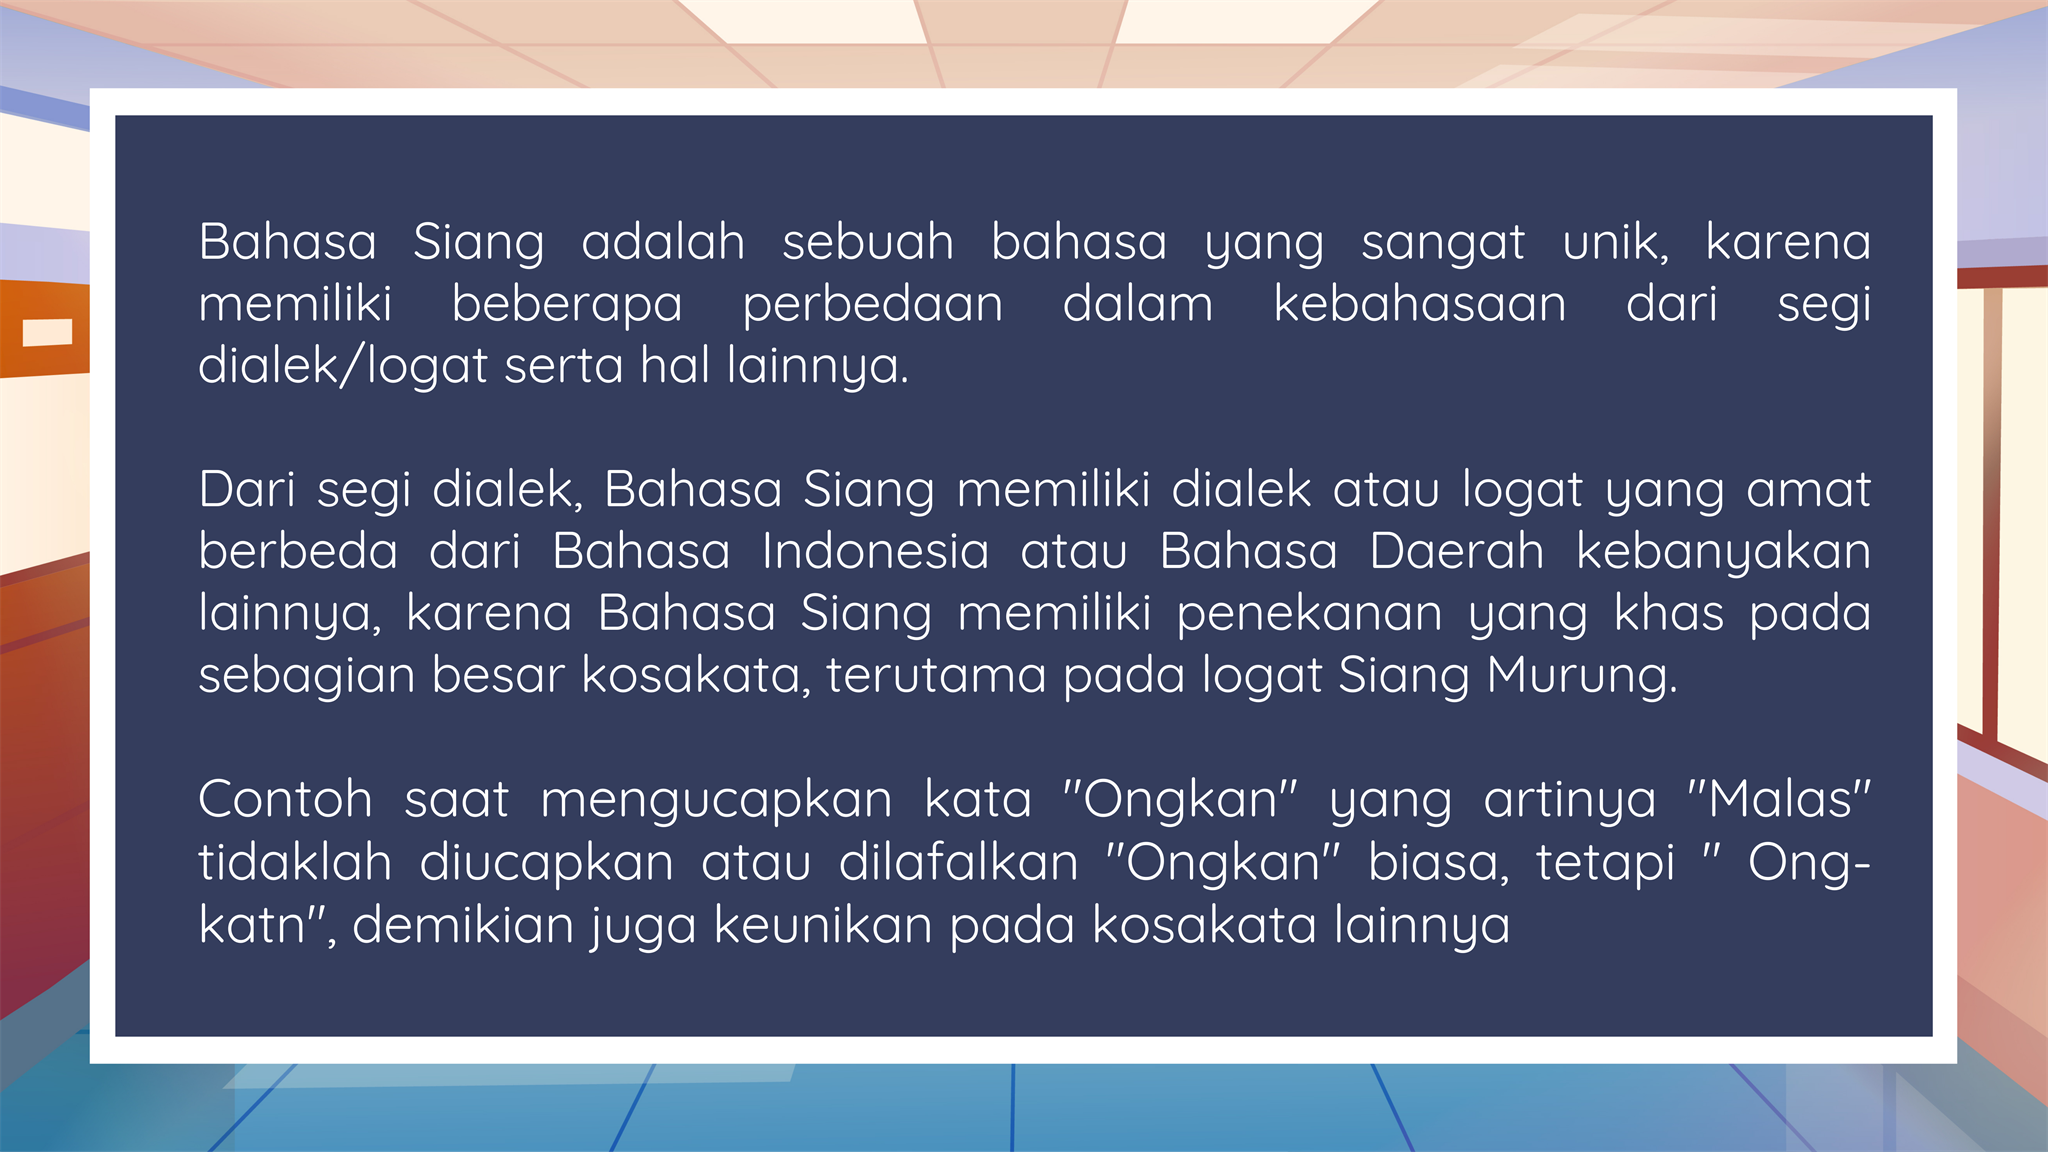 Bahasa Siang adalah sebuah bahasa yang sangat unik, karena
memiliki beberapa perbedaan dalam kebahasaan dari segi
dialek/logat serta hal lainnya.
Dari segi dialek, Bahasa Siang memiliki dialek atau logat yang amat
berbeda dari Bahasa Indonesia atau Bahasa Daerah kebanyakan
lainnya, karena Bahasa Siang memiliki penekanan yang khas pada
sebagian besar kosakata, terutama pada logat Siang Murung.
Contoh saat mengucapkan kata "Ongkan" yang artinya "Malas"
tidaklah diucapkan atau dilafalkan "Ongkan" biasa, tetapi " Ong-
katn", demikian juga keunikan pada kosakata lainnya